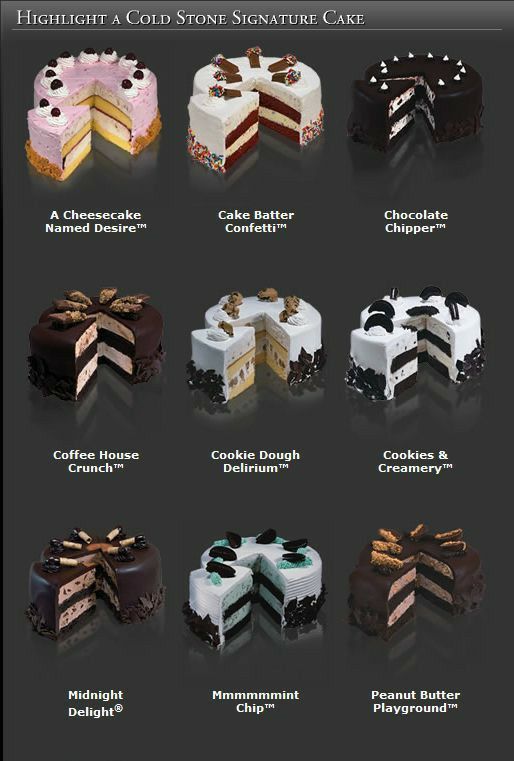 Highlight a Cold Stone Signature Cake
A Cheesecake
Named Desire™
Cake Batter
Confetti™
Chocolate
Chipper™
Coffee House
Crunch™
Cookie Dough
Delirium™
Cookies &
Creamery™
Midnight
Delight®
Mmmmmmint
Chip™
Peanut Butter
Playground™